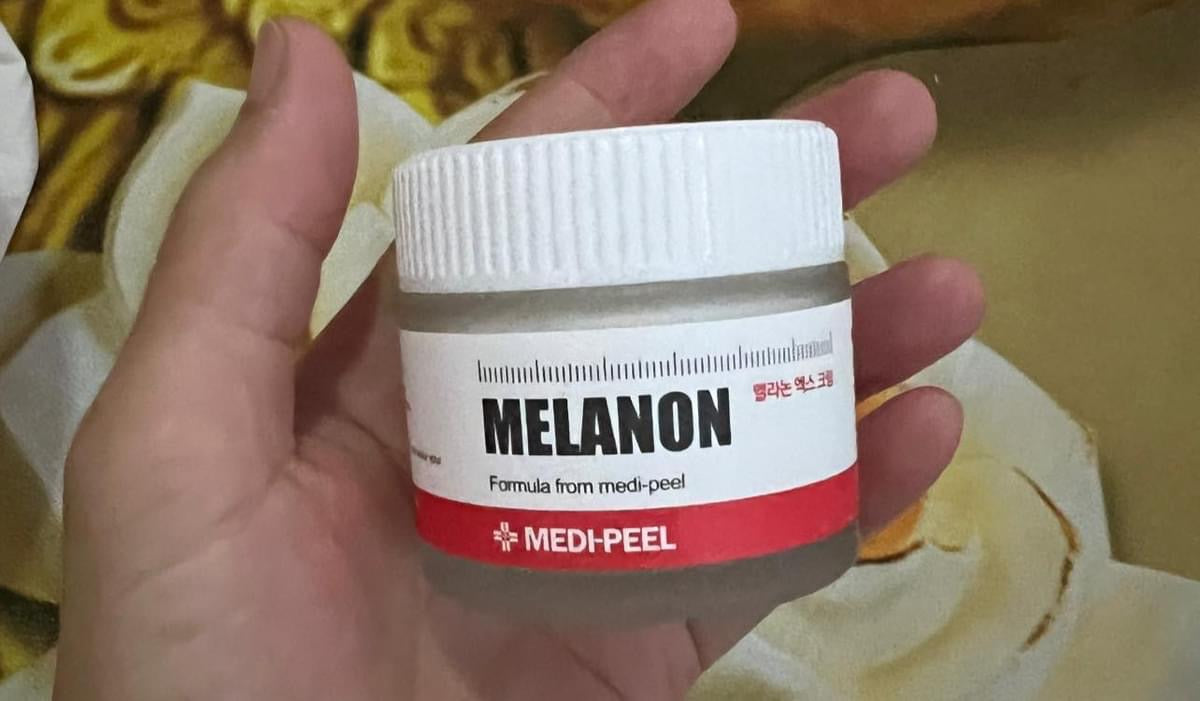 MELANON
멜라논 엑스 크림
Formula from medi-peel
MEDI-PEEL